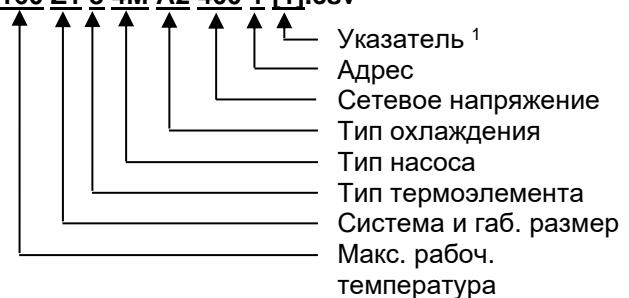 Указатель 1
Адрес
Сетевое напряжение
Тип охлаждения
Тип насоса
Тип термоэлемента
Система и габ. размер
Макс. рабоч.
температура